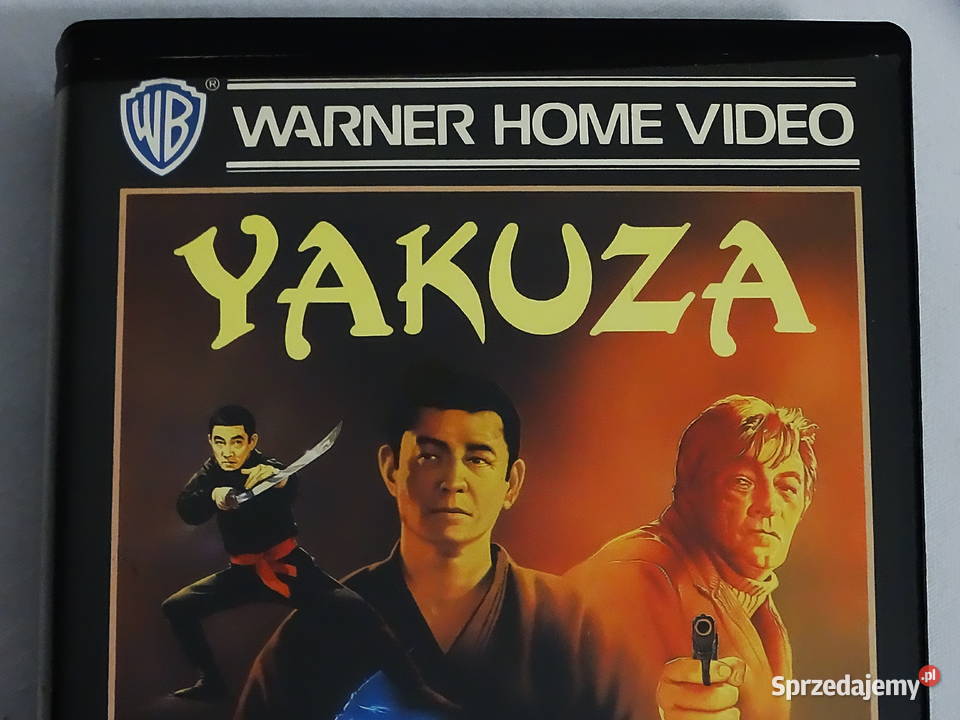 WB ®
WARNER HOME VIDEO
YAKUZA
Sprzedajemy.pl